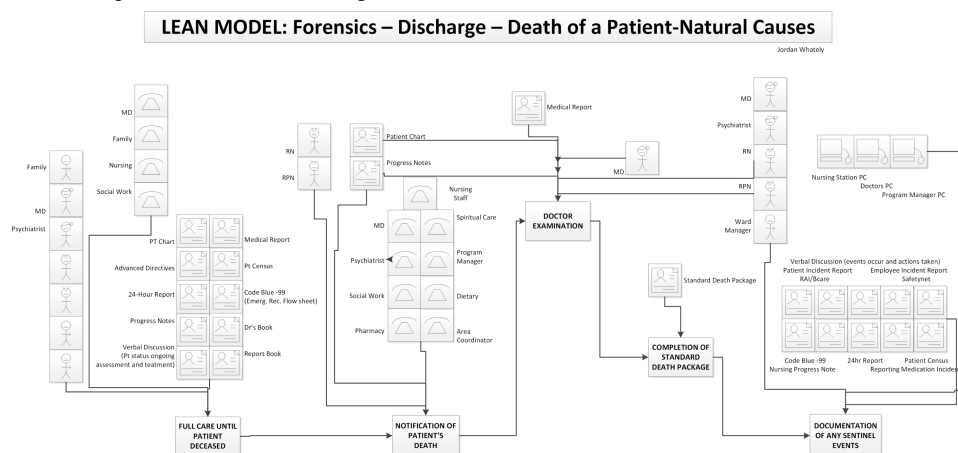 LEAN MODEL: Forensics – Discharge – Death of a Patient-Natural Causes
Jordan Whately
Family
MD
Psychiatrist
MD
Family
Nursing
Social Work
PT Chart
Medical Report
Advanced Directives
Pt Census
24-Hour Report
Code Blue -99
(Emerg. Rec. Flow sheet)
Progress Notes
Dr's Book
Verbal Discussion
(Pt status ongoing
assessment and teatment)
Report Book
FULL CARE UNTIL
PATIENT
DECEASED
RN
RPN
Patient Chart
Progress Notes
Nursing
Staff
MD
Spiritual Care
Psychiatrist
Program
Manager
Social Work
Dietary
Pharmacy
Area
Coordinator
NOTIFICATION OF
PATIENT'S
DEATH
Medical Report
MD
DOCTOR
EXAMINATION
Standard Death Package
COMPLETION OF
STANDARD
DEATH PACKAGE
MD
Psychiatrist
RN
RPN
Ward
Manager
Nursing Station PC
Doctors PC
Program Manager PC
Verbal Discussion (events occur and actions taken)
Patient Incident Report
Employee Incident Report
RAI/Bcare
Safetynet
Code Blue -99
24hr Report
Patient Census
Nursing Progress Note
Reporting Medication Inciden
DOCUMENTATION
OF ANY SENTINEL
EVENTS